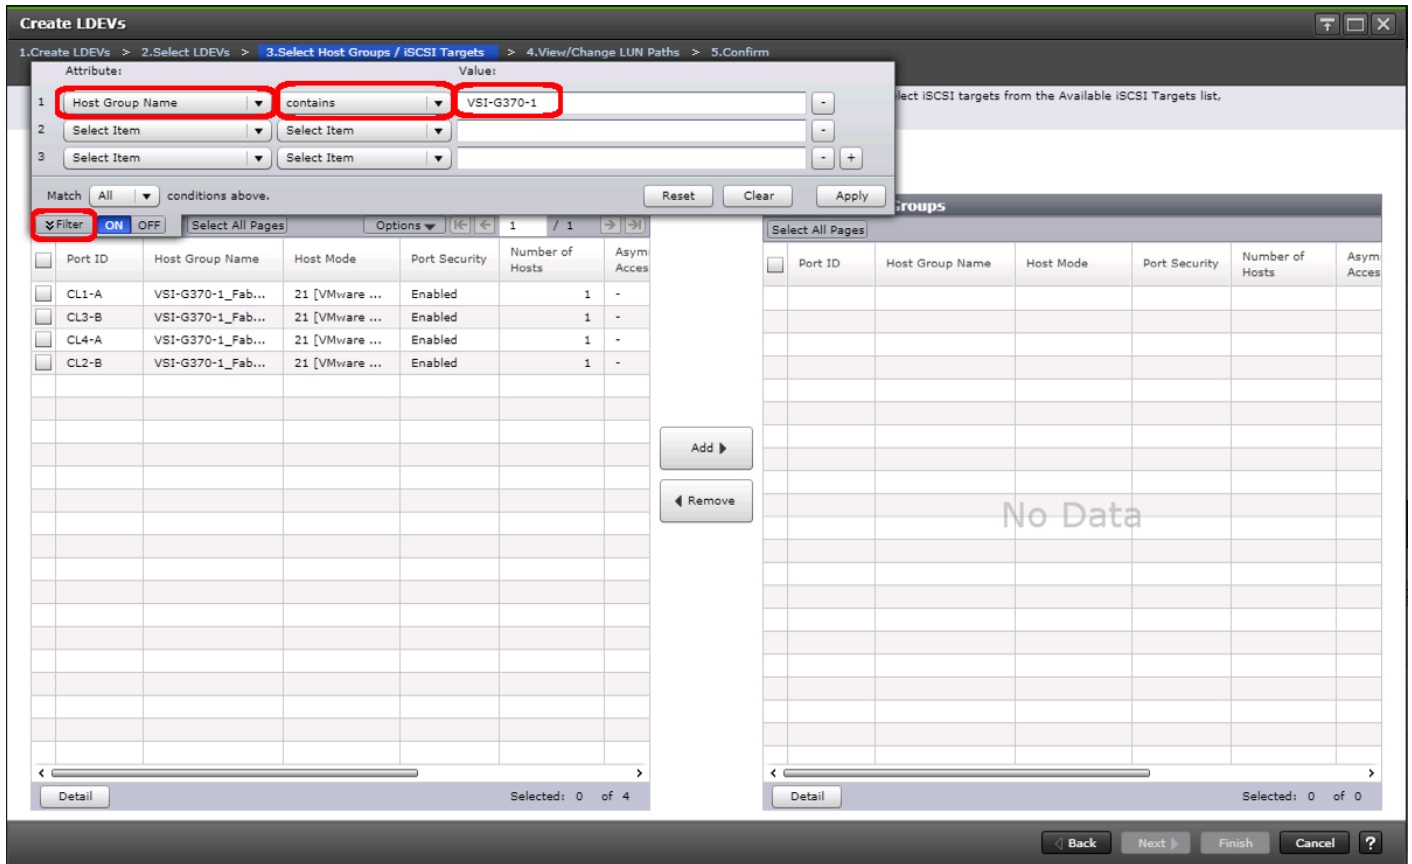 Create LDEVs
1.Create LDEVs > 2.Select LDEVs > 3.Select Host Groups / iSCSI Targets > 4.View/Change LUN Paths > 5.Confirm
Attribute: Value:
1 Host Group Name contains VSI-G370-1 -
lect iSCSI targets from the Available iSCSI Targets list,
2 Select Item Select Item -
3 Select Item Select Item - +
Match All conditions above. Reset Clear Apply
Groups
Filter ON OFF Select All Pages Options 1 / 1
Select All Pages
Port ID Host Group Name Host Mode Port Security Number of Hosts Asym Acces
Port ID Host Group Name Host Mode Port Security Number of Hosts Asym Acces
CL1-A VSI-G370-1_Fab... 21 [VMware ... Enabled 1 -
CL3-B VSI-G370-1_Fab... 21 [VMware ... Enabled 1 -
CL4-A VSI-G370-1_Fab... 21 [VMware ... Enabled 1 -
CL2-B VSI-G370-1_Fab... 21 [VMware ... Enabled 1 -
Add
Remove
No Data
Detail Selected: 0 of 4
Detail Selected: 0 of 0
Back Next Finish Cancel ?